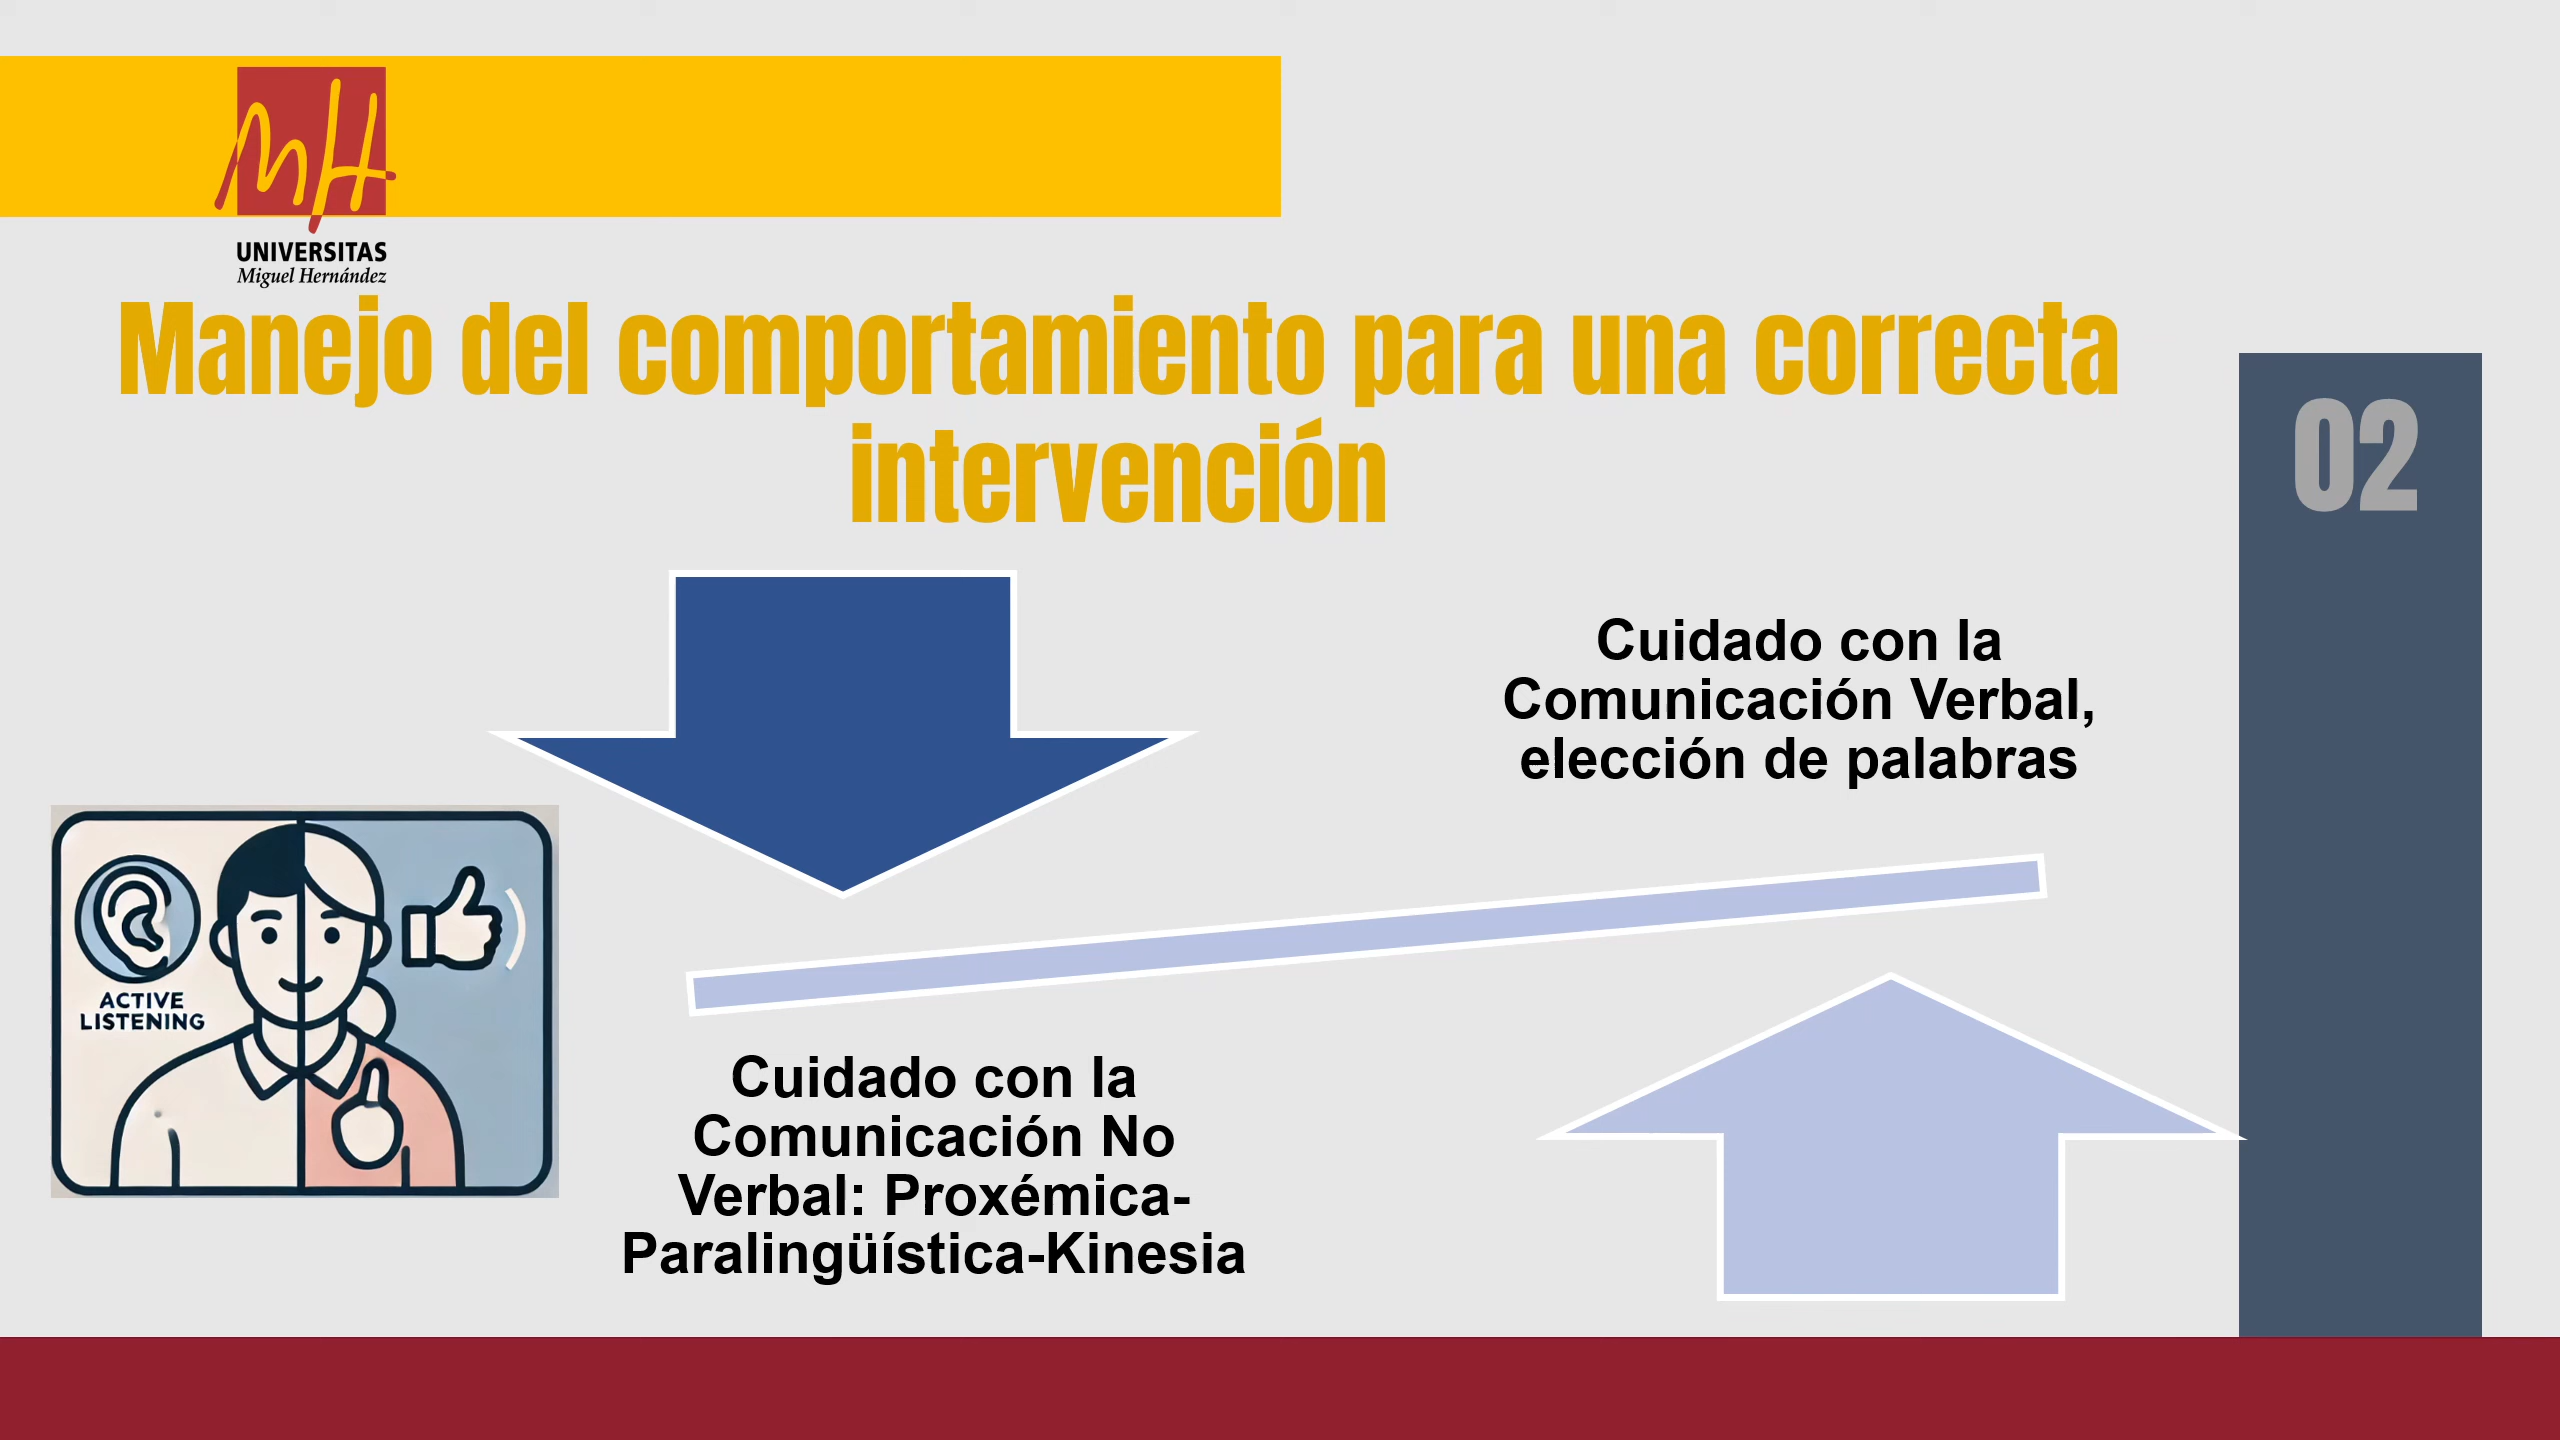 UNIVERSITAS
Miguel Hernández
Manejo del comportamiento para una correcta
intervención
02
Cuidado con la
Comunicación Verbal,
elección de palabras
ACTIVE
LISTENING
Cuidado con la
Comunicación No
Verbal: Proxémica-
Paralingüística-Kinesia